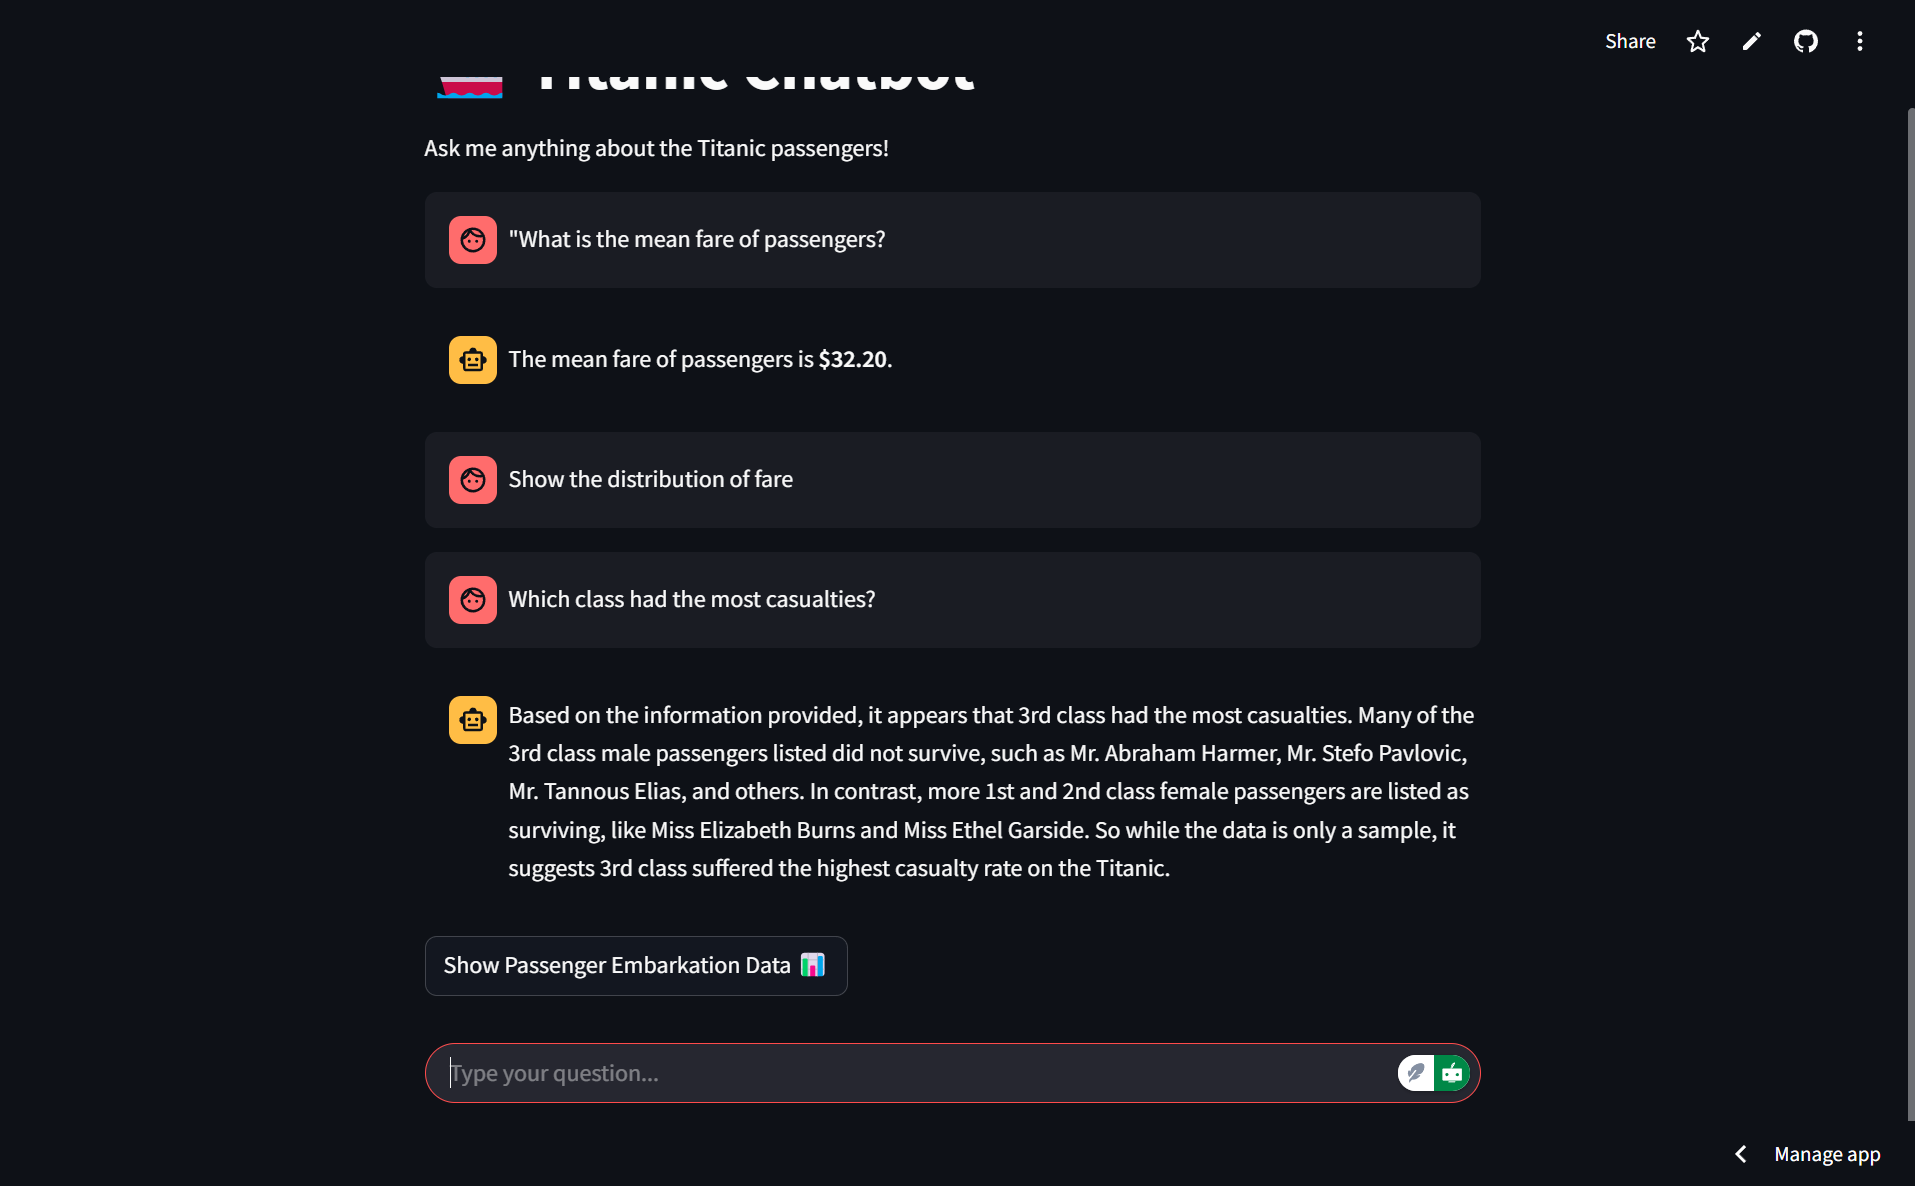 Share
Titanic Chatbot
Ask me anything about the Titanic passengers!
"What is the mean fare of passengers?
The mean fare of passengers is $32.20.
Show the distribution of fare
Which class had the most casualties?
Based on the information provided, it appears that 3rd class had the most casualties. Many of the
3rd class male passengers listed did not survive, such as Mr. Abraham Harmer, Mr. Stefo Pavlovic,
Mr. Tannous Elias, and others. In contrast, more 1st and 2nd class female passengers are listed as
surviving, like Miss Elizabeth Burns and Miss Ethel Garside. So while the data is only a sample, it
suggests 3rd class suffered the highest casualty rate on the Titanic.
Show Passenger Embarkation Data
Type your question...
Manage app